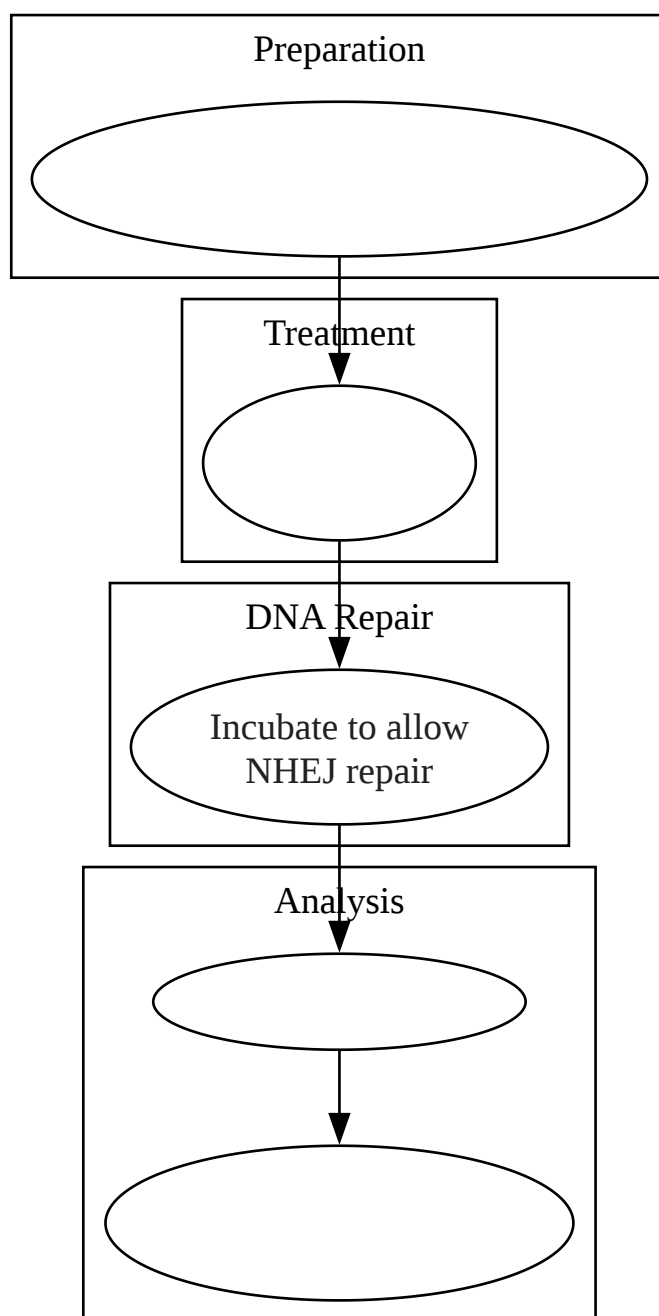 Preparation
Treatment
DNA Repair
Incubate to allow
NHEJ repair
Analysis